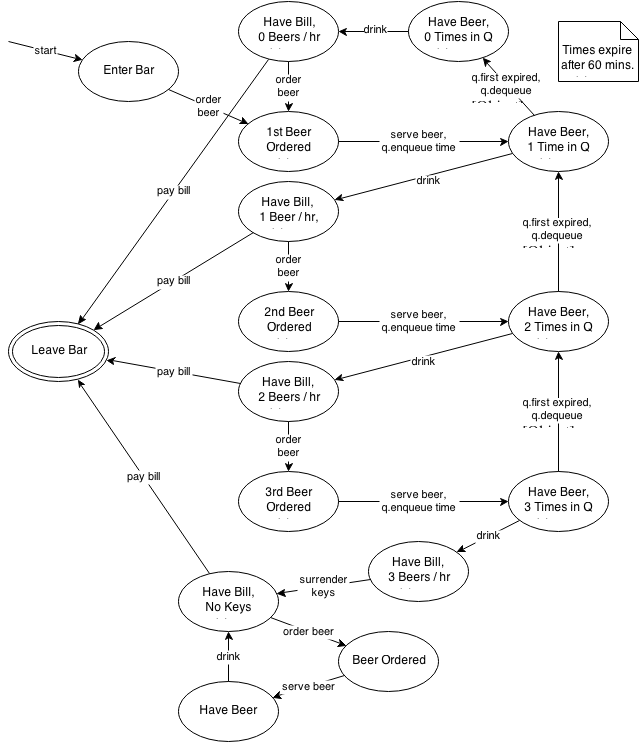 start
Enter Bar
order
beer
Have Bill,
0 Beers / hr
drink
Have Beer,
0 Times in Q
Times expire
after 60 mins.
order
beer
q.first expired,
q.dequeue
1st Beer
Ordered
serve beer,
q.enqueue time
Have Beer,
1 Time in Q
drink
pay bill
Have Bill,
1 Beer / hr,
order
beer
q.first expired,
q.dequeue
pay bill
2nd Beer
Ordered
serve beer,
q.enqueue time
Have Beer,
2 Times in Q
Leave Bar
drink
pay bill
Have Bill,
2 Beers / hr
order
beer
q.first expired,
q.dequeue
pay bill
3rd Beer
Ordered
serve beer,
q.enqueue time
Have Beer,
3 Times in Q
drink
Have Bill,
3 Beers / hr
surrender
keys
Have Bill,
No Keys
order beer
Beer Ordered
drink
serve beer
Have Beer